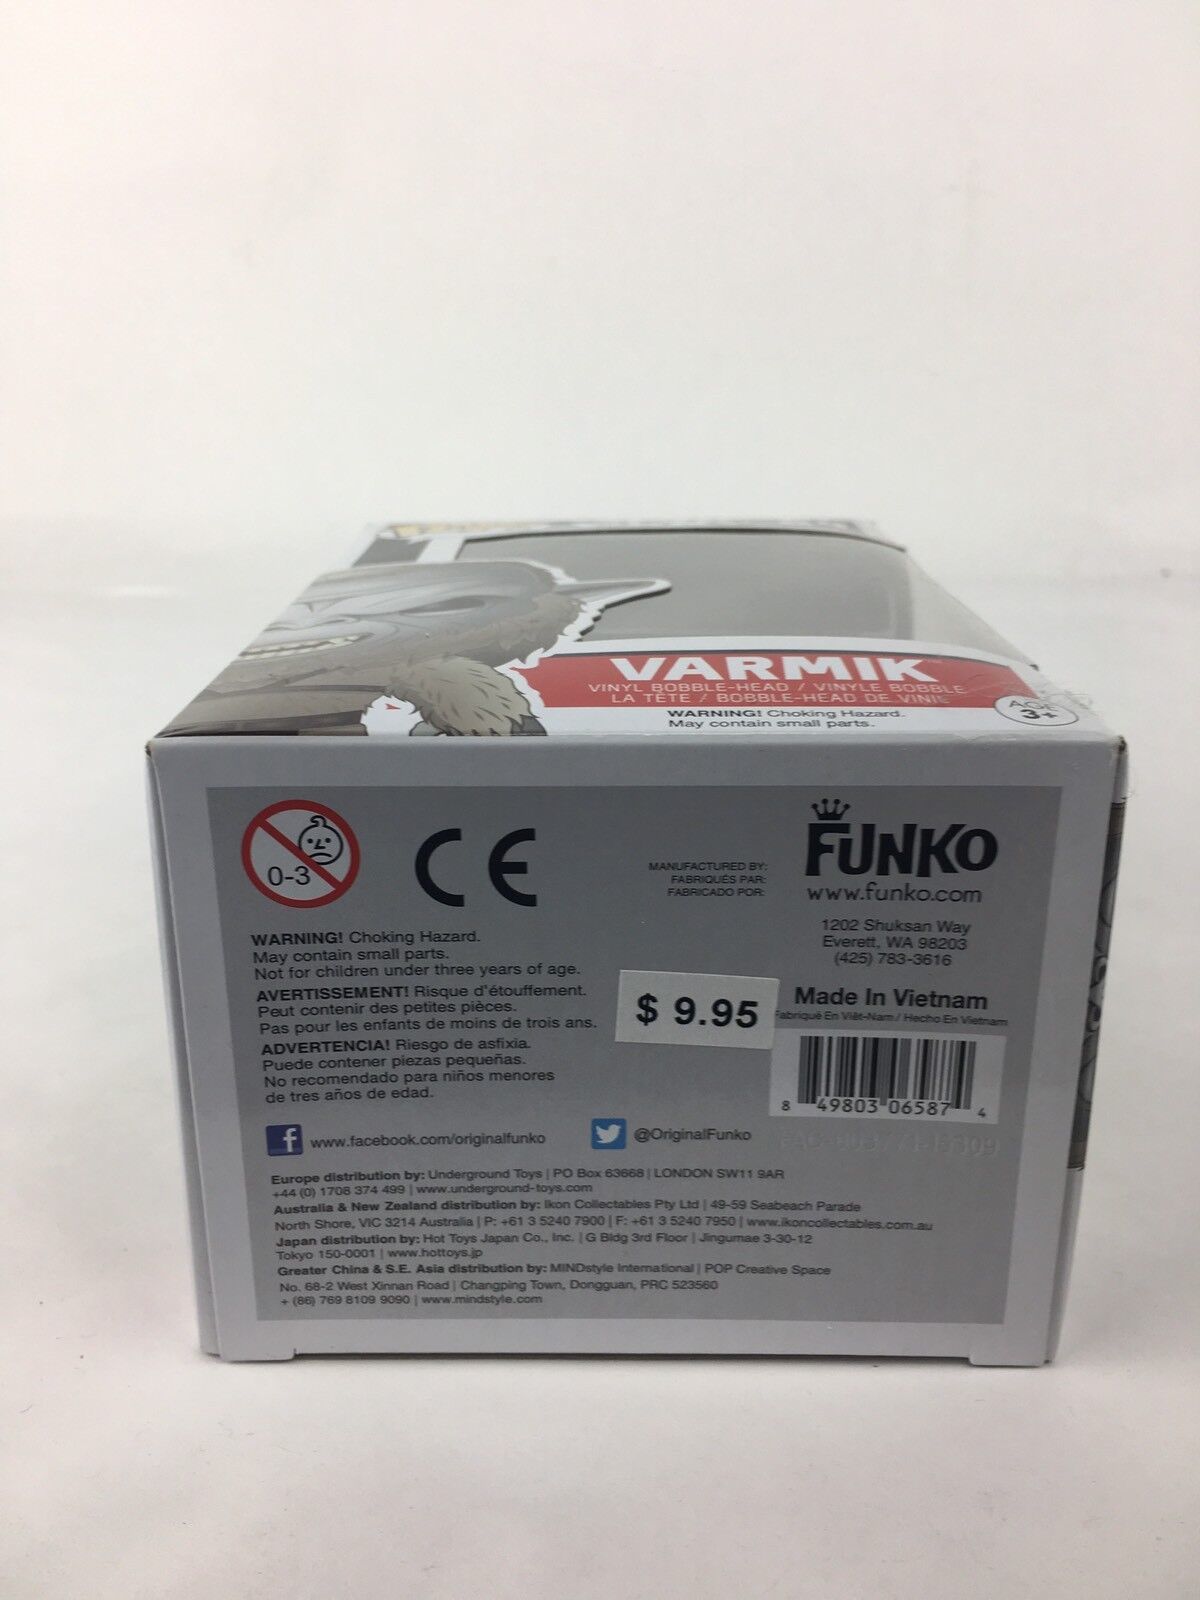 VARMIK
VINYL BOBBLE-HEAD / VINYLE BOBBLE
LA TÊTE / BOBBLE-HEAD DE VINIL
WARNING! Choking Hazard.
May contain small parts.
AGE
3+
0-3
CE
MANUFACTURED BY:
FABRIQUÉS PAR:
FABRICADO POR:
FUNKO
www.funko.com
1202 Shuksan Way
Everett, WA 98203
(425) 783-3616
WARNING! Choking Hazard.
May contain small parts.
Not for children under three years of age.
AVERTISSEMENT! Risque d'étouffement.
Peut contenir des petites pièces.
Pas pour les enfants de moins de trois ans.
ADVERTENCIA! Riesgo de asfixia.
Puede contener piezas pequeñas.
No recomendado para niños menores
de tres años de edad.
$ 9.95
Made In Vietnam
Fabriqué En Viêt-Nam / Hecho En Vietnam
8 49803 06587 4
www.facebook.com/originalfunko
@OriginalFunko
Europe distribution by: Underground Toys | PO Box 63668 | LONDON SW11 9AR
+44 (0) 1708 374 499 | www.underground-toys.com
Australia & New Zealand distribution by: Ikon Collectables Pty Ltd | 49-59 Seabeach Parade
North Shore, VIC 3214 Australia | P: +61 3 5240 7900 | F: +61 3 5240 7950 | www.ikoncollectables.com.au
Japan distribution by: Hot Toys Japan Co., Inc. | G Bldg 3rd Floor | Jingumae 3-30-12
Tokyo 150-0001 | www.hottoys.jp
Greater China & S.E. Asia distribution by: MINDstyle International | POP Creative Space
No. 68-2 West Xinnan Road | Changping Town, Dongguan, PRC 523560
+ (86) 769 8109 9090 | www.mindstyle.com